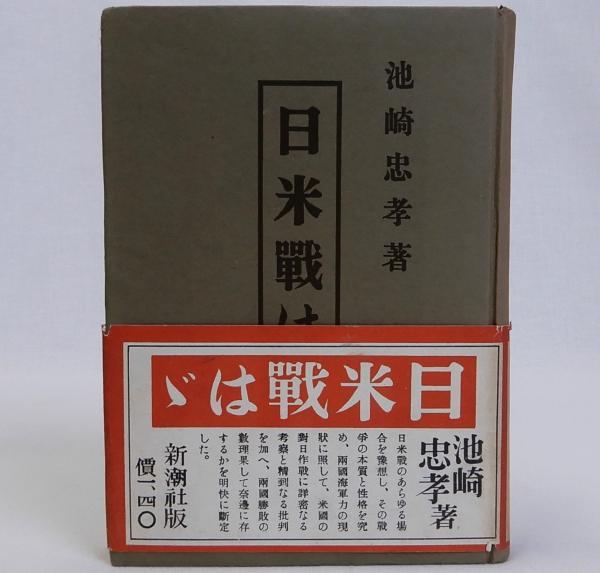 池崎忠孝著
日米戰は
日米戰はゞ
池崎忠孝著
日米戰のあらゆる場
合を豫想し、その戰
爭の本質と性格を究
め、兩國海軍力の現
狀に照して、米國の
對日作戰に詳密なる
考察と精到なる批判
を加へ、兩國勝敗の
數理果して奈邊に存
するかを明快に斷定
した。
新潮社版
價一、四〇